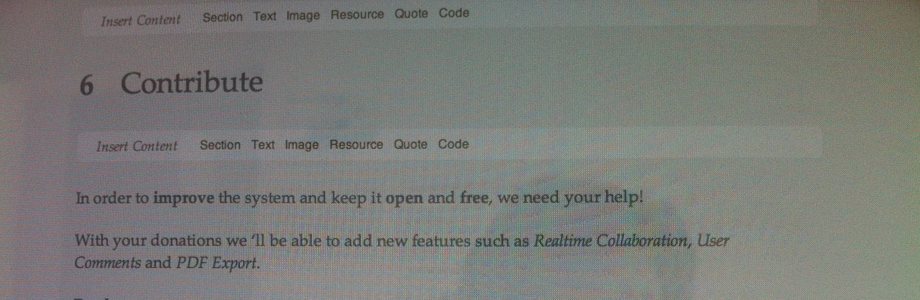 Insert Content Section Text Image Resource Quote Code
6 Contribute
Insert Content Section Text Image Resource Quote Code
In order to improve the system and keep it open and free, we need your help!
With your donations we ‘ll be able to add new features such as Realtime Collaboration, User
Comments and PDF Export.